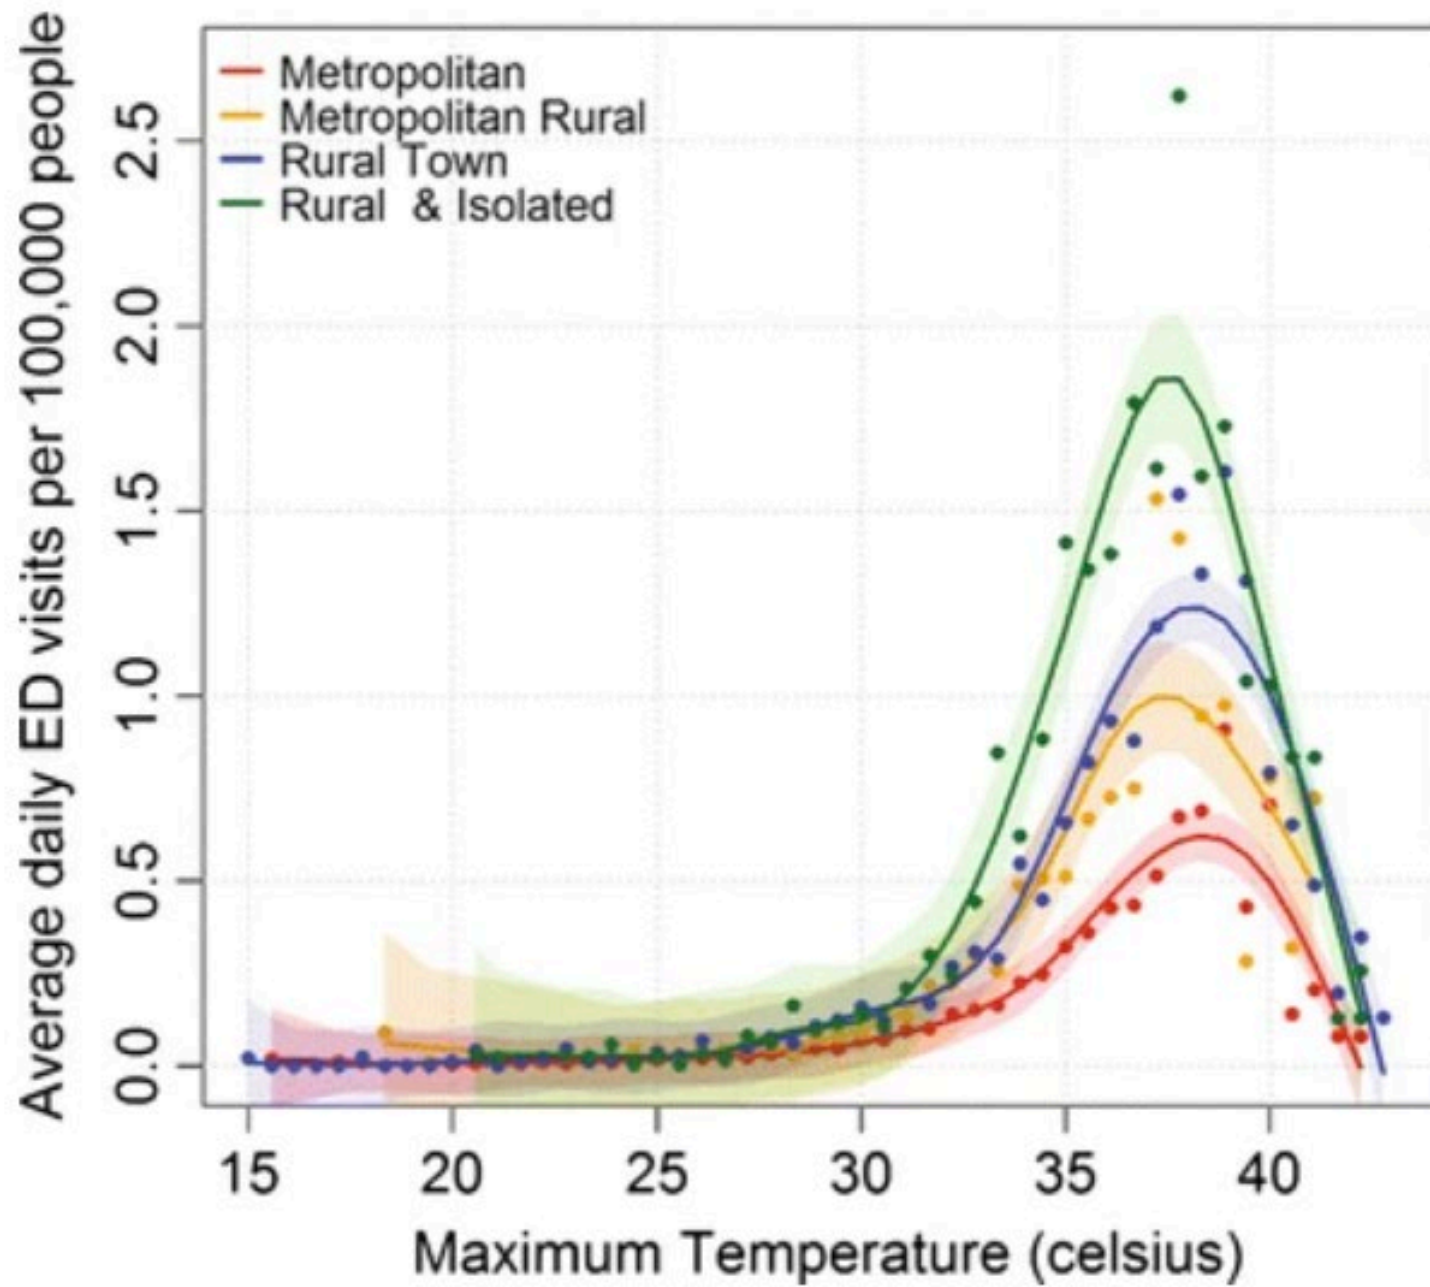 Average daily ED visits per 100,000 people
2.5
2.0
1.5
1.0
0.5
0.0
Metropolitan
Metropolitan Rural
Rural Town
Rural & Isolated
15 20 25 30 35 40
Maximum Temperature (celsius)